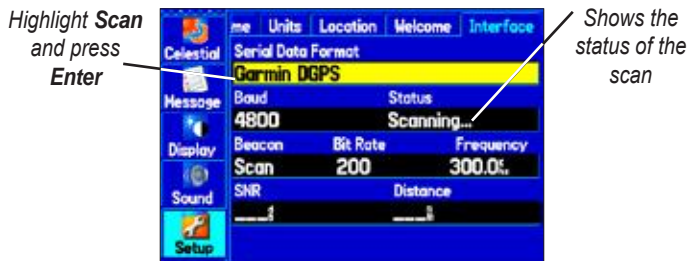 Highlight Scan
and press
Enter
Shows the
status of the
scan
me Units Location Welcome Interface
Celestial
Message
Display
Sound
Setup
Serial Data Format
Garmin DGPS
Baud Status
4800 Scanning...
Beacon Bit Rate Frequency
Scan 200 300.0
SNR Distance